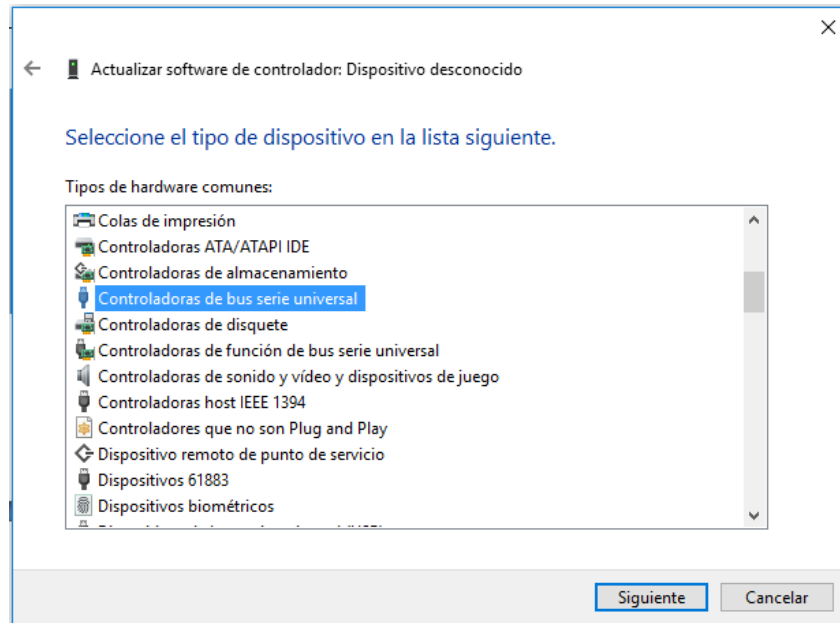 Actualizar software de controlador: Dispositivo desconocido
Seleccione el tipo de dispositivo en la lista siguiente.
Tipos de hardware comunes:
Colas de impresión
Controladoras ATA/ATAPI IDE
Controladoras de almacenamiento
Controladoras de bus serie universal
Controladoras de disquete
Controladoras de función de bus serie universal
Controladoras de sonido y vídeo y dispositivos de juego
Controladoras host IEEE 1394
Controladores que no son Plug and Play
Dispositivo remoto de punto de servicio
Dispositivos 61883
Dispositivos biométricos
Siguiente
Cancelar